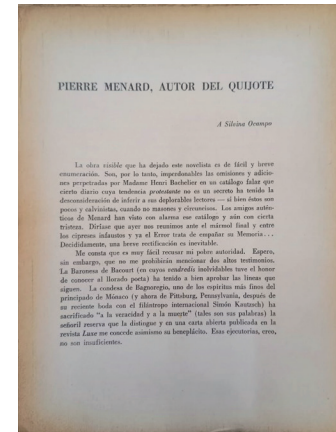 PIERRE MENARD, AUTOR DEL QUIJOTE
A Silvina Ocampo
La obra visible que ha dejado este novelista es de fácil y breve
enumeración. Son, por lo tanto, imperdonables las omisiones y adicio-
nes perpetradas por Madame Henri Bachelier en un catálogo falaz que
cierto diario cuya tendencia protestante no es un secreto ha tenido la
desconsideración de inferir a sus deplorables lectores — si bien éstos son
pocos y calvinistas, cuando no masones y circuncisos. Los amigos autén-
ticos de Menard han visto con alarma ese catálogo y aún con cierta
tristeza. Diríase que ayer nos reunimos ante el mármol final y entre
los cipreses infaustos y ya el Error trata de empañar su Memoria...
Decididamente, una breve rectificación es inevitable.
Me consta que es muy fácil recusar mi pobre autoridad. Espero,
sin embargo, que no me prohibirán mencionar dos altos testimonios.
La Baronesa de Bacourt (en cuyos vendredis inolvidables tuve el honor
de conocer al llorado poeta) ha tenido a bien aprobar las líneas que
siguen. La condesa de Bagnoregio, uno de los espíritus más finos del
principado de Mónaco (y ahora de Pittsburg, Pennsylvania, después de
su reciente boda con el filántropo internacional Simón Kautzsch) ha
sacrificado "a la veracidad y a la muerte" (tales son sus palabras) la
señoril reserva que la distingue y en una carta abierta publicada en la
revista Luxe me concede asimismo su beneplácito. Esas ejecutorias, creo,
no son insuficientes.